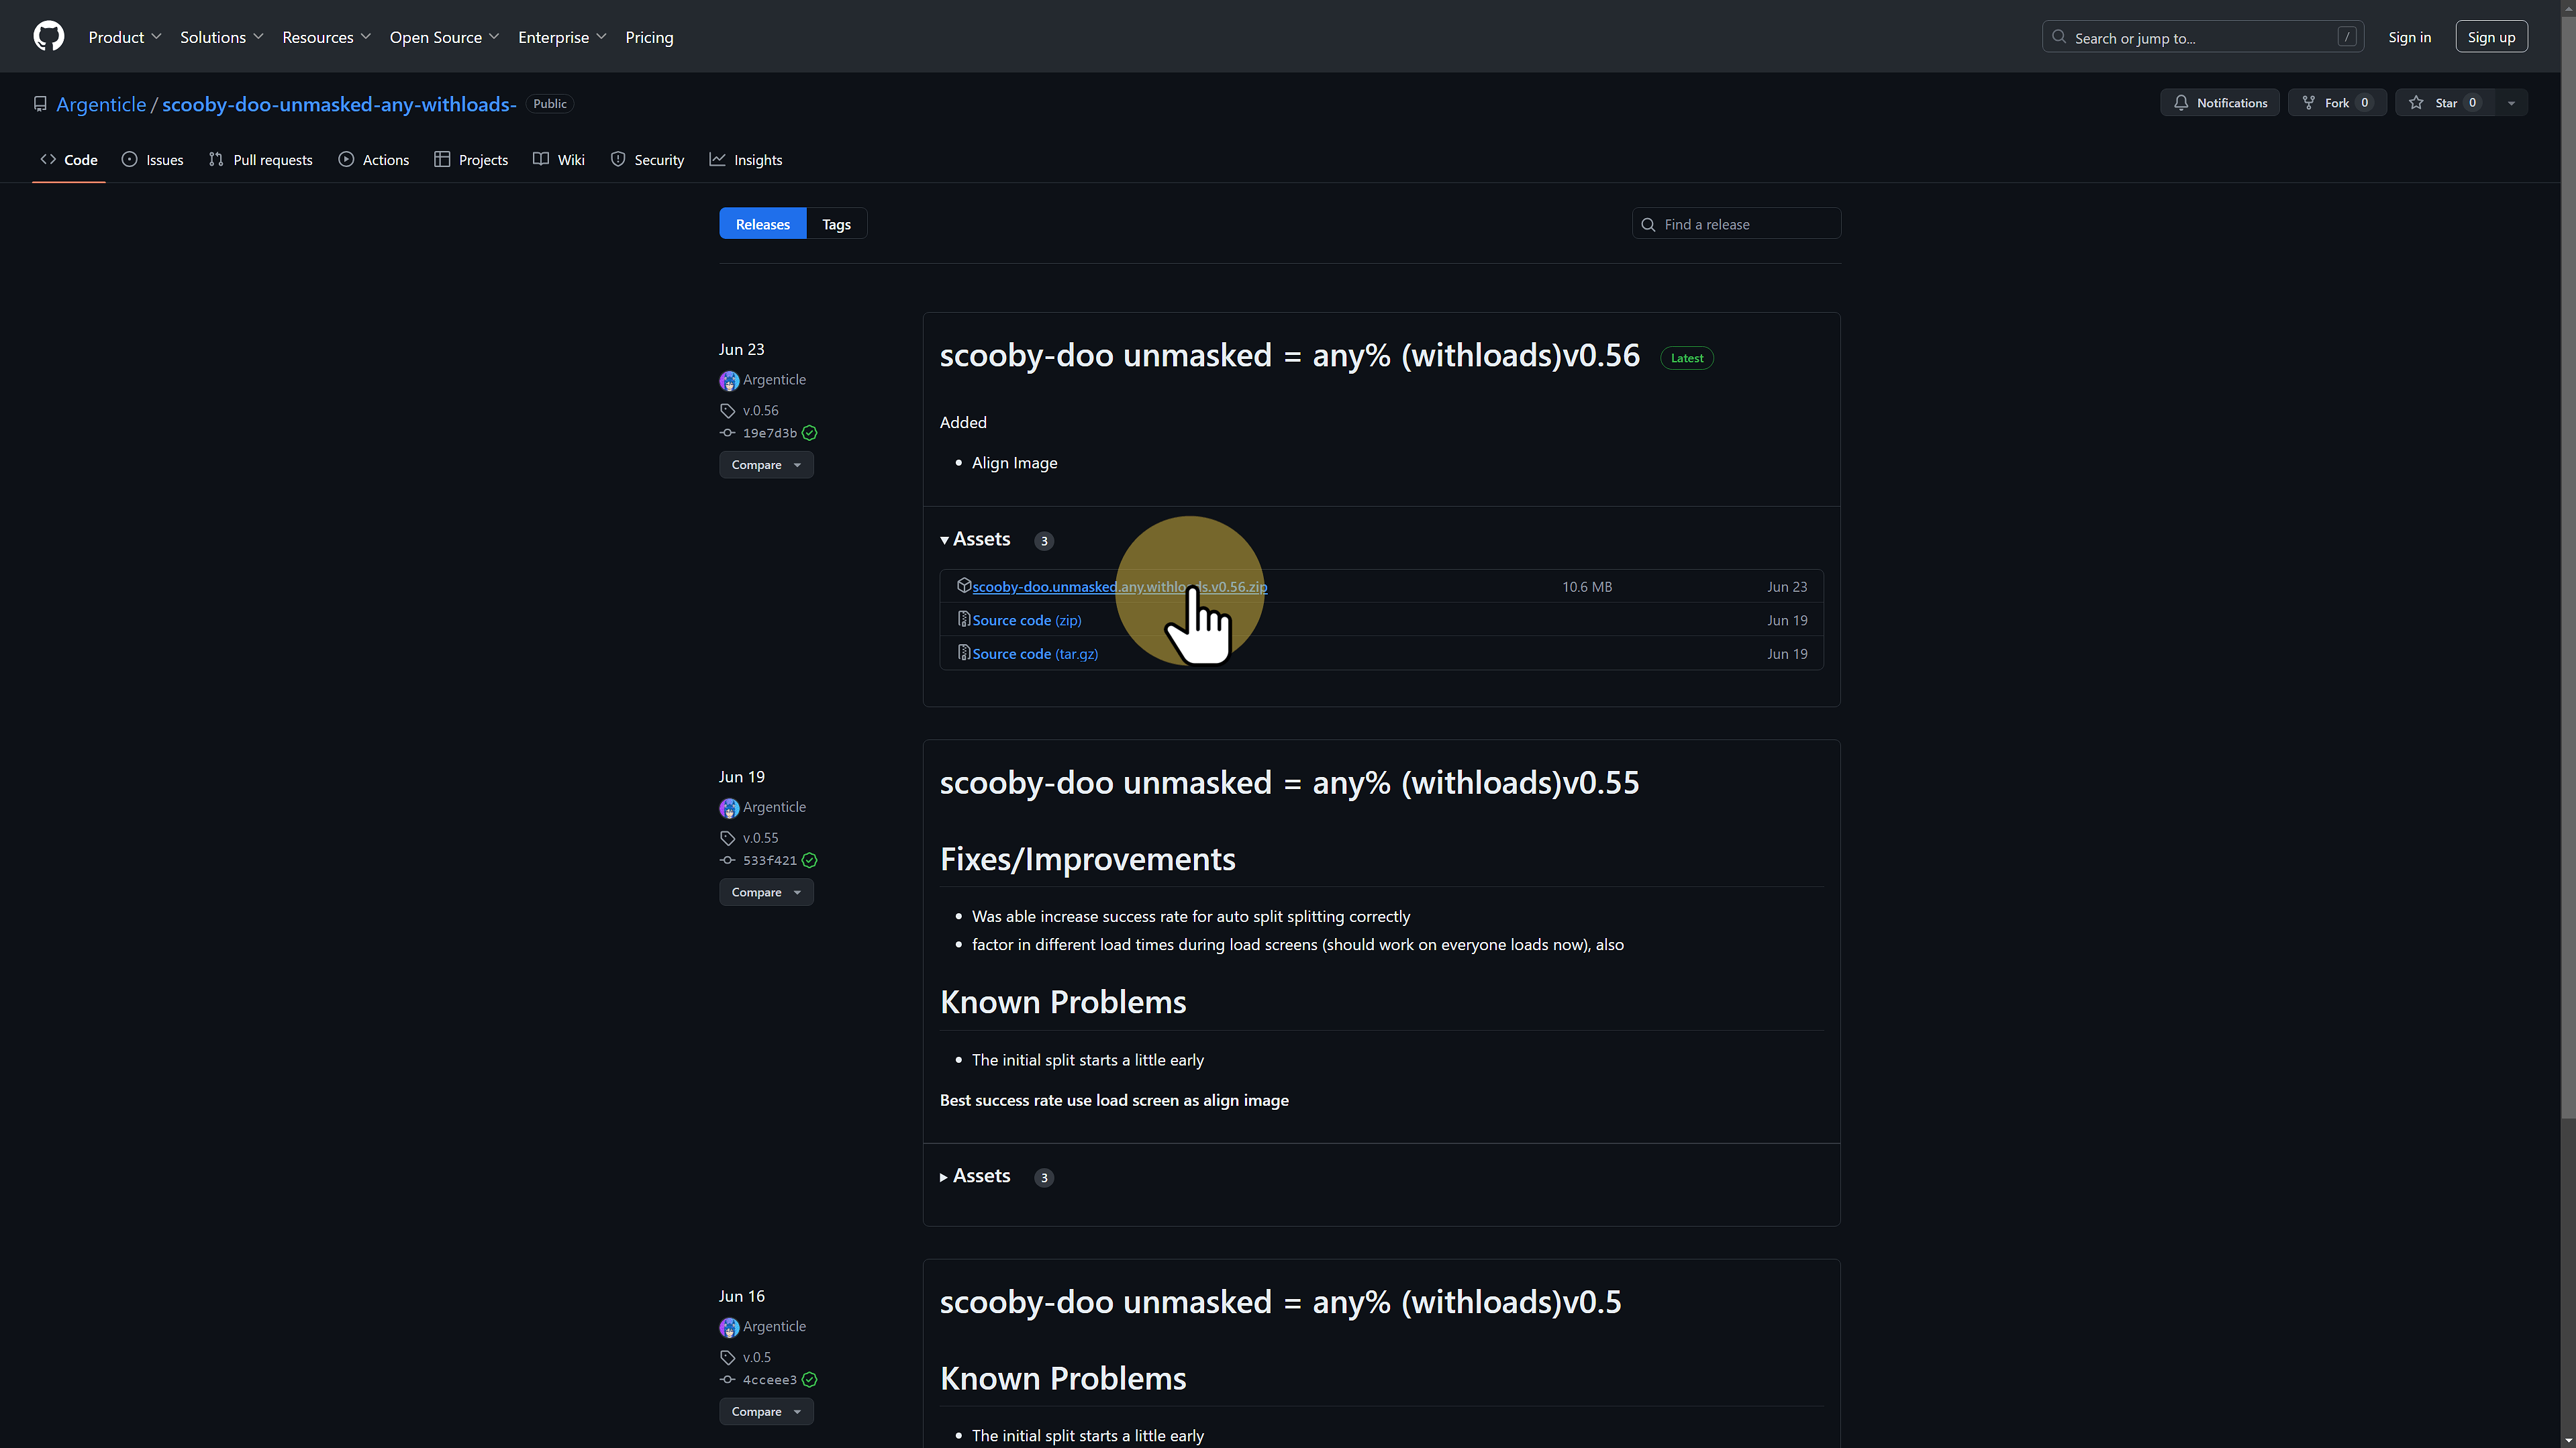 Product Solutions Resources Open Source Enterprise Pricing Search or jump to... / Sign in Sign up
Argenticle / scooby-doo-unmasked-any-withloads- Public Notifications Fork 0 Star 0
Code Issues Pull requests Actions Projects Wiki Security Insights
Releases Tags Find a release
Jun 23
Argenticle
v.0.56
19e7d3b
Compare
scooby-doo unmasked = any% (withloads)v0.56 Latest
Added
• Align Image
Assets 3
scooby-doo.unmasked.any.withloads.v0.56.zip 10.6 MB Jun 23
Source code (zip) Jun 19
Source code (tar.gz) Jun 19
Jun 19
Argenticle
v.0.55
533f421
Compare
scooby-doo unmasked = any% (withloads)v0.55
Fixes/Improvements
• Was able increase success rate for auto split splitting correctly
• factor in different load times during load screens (should work on everyone loads now), also
Known Problems
• The initial split starts a little early
Best success rate use load screen as align image
Assets 3
Jun 16
Argenticle
v.0.5
4cceee3
Compare
scooby-doo unmasked = any% (withloads)v0.5
Known Problems
• The initial split starts a little early